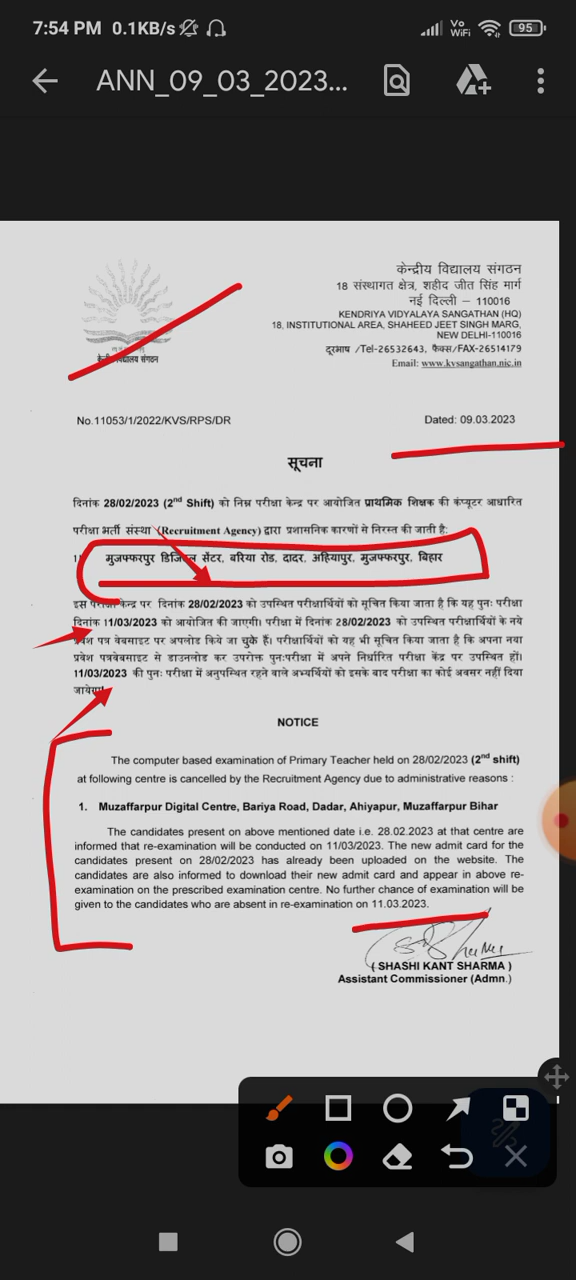 7:54 PM 0.1KB/s
Vo
WiFi
95
ANN_09_03_2023...
केन्द्रीय विद्यालय संगठन
18 संस्थागत क्षेत्र, शहीद जीत सिंह मार्ग
नई दिल्ली – 110016
KENDRIYA VIDYALAYA SANGATHAN (HQ)
18, INSTITUTIONAL AREA, SHAHEED JEET SINGH MARG,
NEW DELHI-110016
दूरभाष /Tel-26532643, फैक्स/FAX-26514179
Email: www.kvsangathan.nic.in
केन्द्रीय विद्यालय संगठन
No.11053/1/2022/KVS/RPS/DR
Dated: 09.03.2023
सूचना
दिनांक 28/02/2023 (2nd Shift) को निम्न परीक्षा केन्द्र पर आयोजित प्राथमिक शिक्षक की कंप्यूटर आधारित
परीक्षा भर्ती संस्था (Recruitment Agency) द्वारा प्रशासनिक कारणों से निरस्त की जाती है:
1 मुजफ्फरपुर डिजिटल सेंटर, बरिया रोड, दादर, अहियापुर, मुजफ्फरपुर, बिहार
इस परीक्षा केन्द्र पर दिनांक 28/02/2023 को उपस्थित परीक्षार्थियों को सूचित किया जाता है कि यह पुनः परीक्षा
दिनांक 11/03/2023 को आयोजित की जाएगी। परीक्षा में दिनांक 28/02/2023 को उपस्थित परीक्षार्थियों के नये
प्रवेश पत्र वेबसाइट पर अपलोड किये जा चुके हैं। परीक्षार्थियों को यह भी सूचित किया जाता है कि अपना नया
प्रवेश पत्रवेबसाइट से डाउनलोड कर उपरोक्त पुनःपरीक्षा में अपने निर्धारित परीक्षा केंद्र पर उपस्थित हों।
11/03/2023 की पुनः परीक्षा में अनुपस्थित रहने वाले अभ्यर्थियों को इसके बाद परीक्षा का कोई अवसर नहीं दिया
जायेगा।
NOTICE
The computer based examination of Primary Teacher held on 28/02/2023 (2nd shift)
at following centre is cancelled by the Recruitment Agency due to administrative reasons :
1. Muzaffarpur Digital Centre, Bariya Road, Dadar, Ahiyapur, Muzaffarpur Bihar
The candidates present on above mentioned date i.e. 28.02.2023 at that centre are
informed that re-examination will be conducted on 11/03/2023. The new admit card for the
candidates present on 28/02/2023 has already been uploaded on the website. The
candidates are also informed to download their new admit card and appear in above re-
examination on the prescribed examination centre. No further chance of examination will be
given to the candidates who are absent in re-examination on 11.03.2023.
( SHASHI KANT SHARMA )
Assistant Commissioner (Admn.)